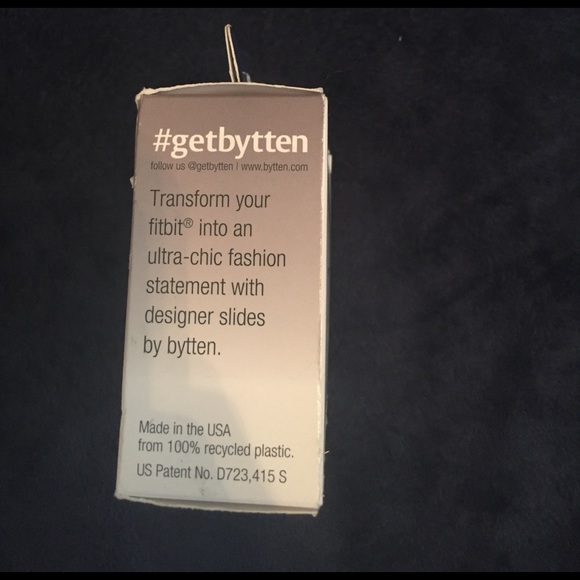 #getbytten
follow us @getbytten | www.bytten.com
Transform your
fitbit® into an
ultra-chic fashion
statement with
designer slides
by bytten.
Made in the USA
from 100% recycled plastic.
US Patent No. D723,415 S